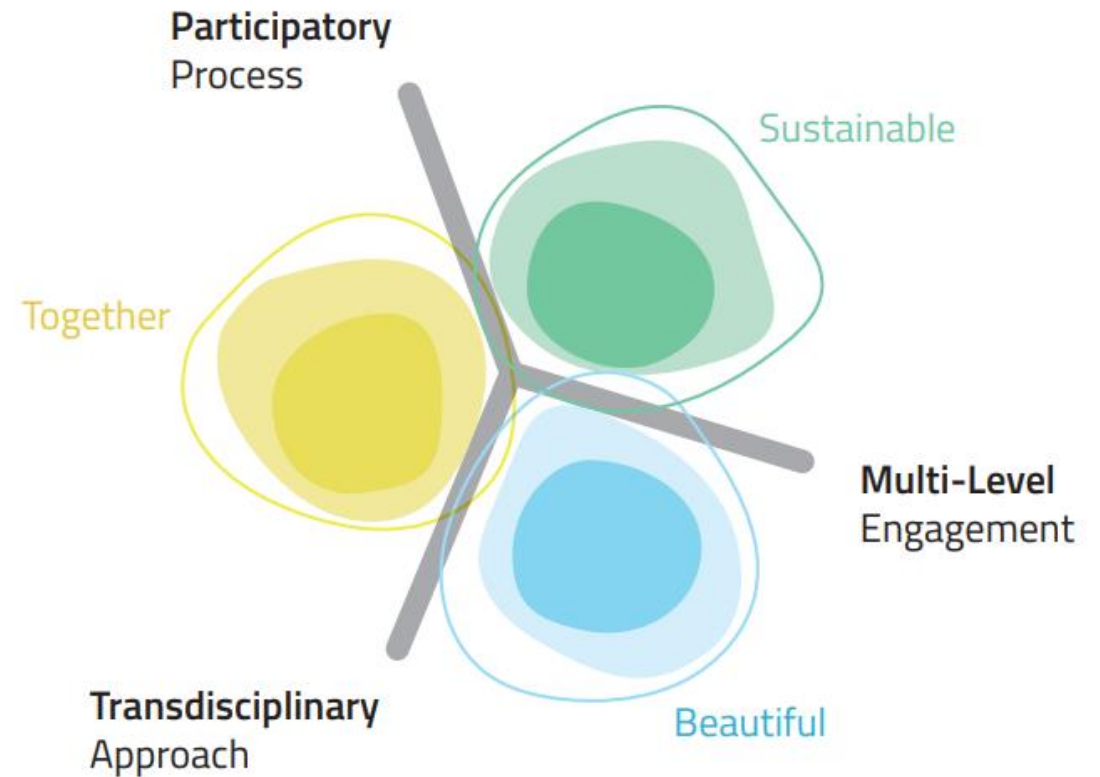 Participatory
Process
Sustainable
Together
Multi-Level
Engagement
Transdisciplinary
Approach
Beautiful